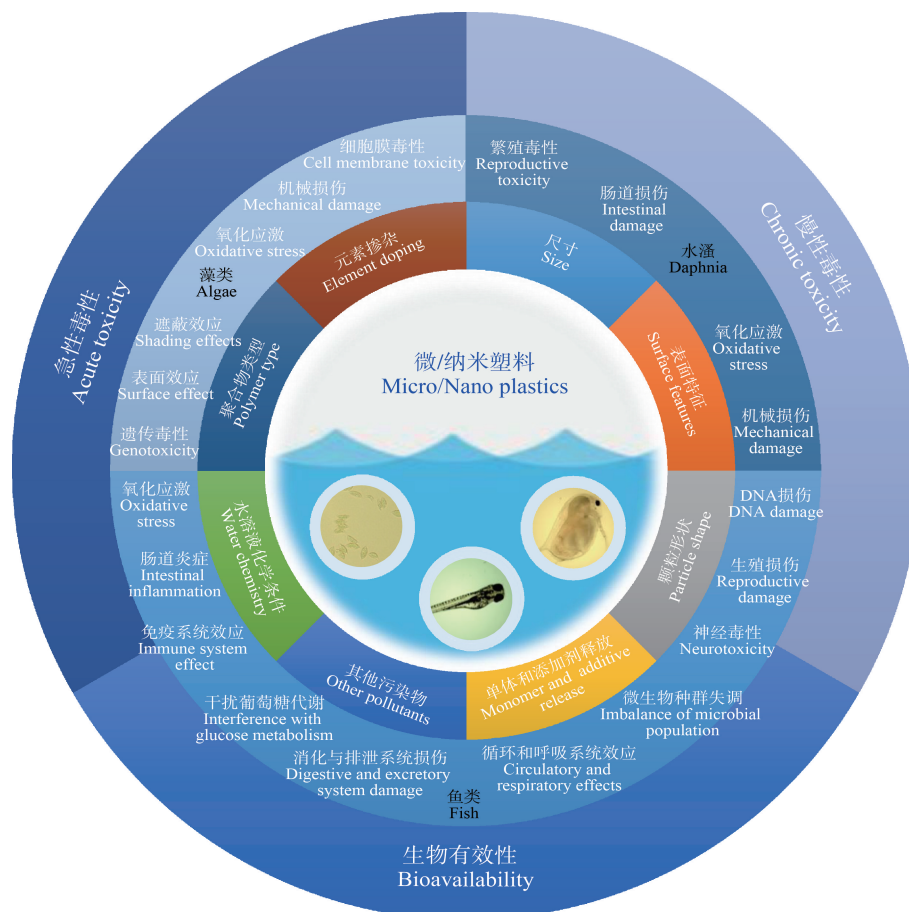 细胞膜毒性
Cell membrane toxicity
机械损伤
Mechanical damage
氧化应激
Oxidative stress
藻类
Algae
遮蔽效应
Shading effects
表面效应
Surface effect
遗传毒性
Genotoxicity
繁殖毒性
Reproductive
toxicity
肠道损伤
Intestinal
damage
水溞
Daphnia
氧化应激
Oxidative
stress
机械损伤
Mechanical
damage
急性毒性
Acute toxicity
慢性毒性
Chronic toxicity
元素掺杂
Element doping
尺寸
Size
聚合物类型
Polymer type
表面特征
Surface features
微/纳米塑料
Micro/Nano plastics
水溶液化学条件
Water chemistry
颗粒形状
Particle shape
其他污染物
Other pollutants
单体和添加剂释放
Monomer and additive
release
氧化应激
Oxidative
stress
肠道炎症
Intestinal
inflammation
免疫系统效应
Immune system
effect
干扰葡萄糖代谢
Interference with
glucose metabolism
消化与排泄系统损伤
Digestive and excretory
system damage
鱼类
Fish
循环和呼吸系统效应
Circulatory and
respiratory effects
微生物种群失调
Imbalance of microbial
population
神经毒性
Neurotoxicity
生殖损伤
Reproductive
damage
DNA损伤
DNA damage
生物有效性
Bioavailability